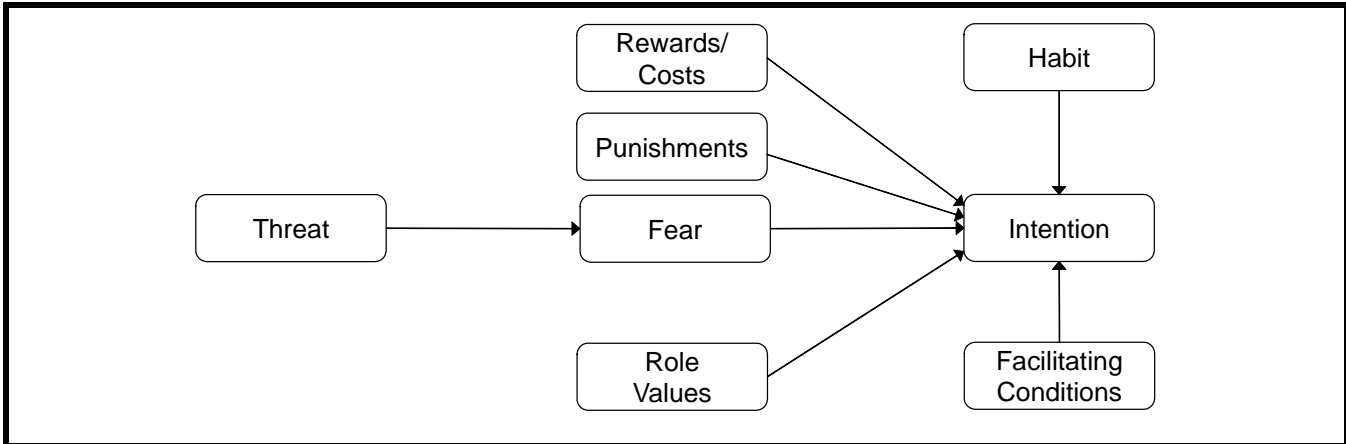 Rewards/
Costs
Habit
Punishments
Threat
Fear
Intention
Role
Values
Facilitating
Conditions